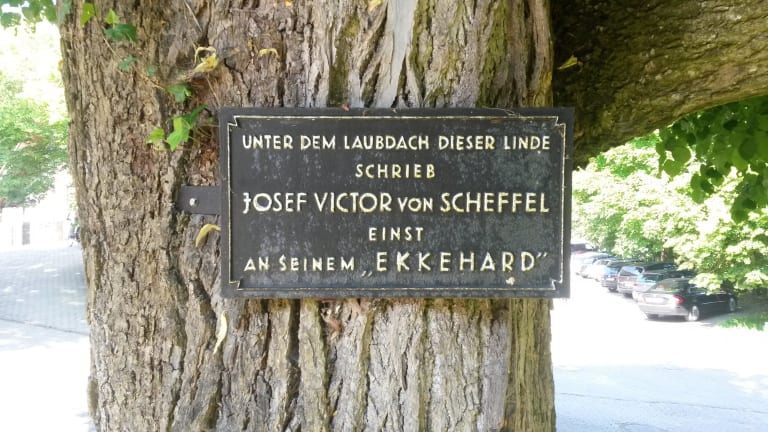 UNTER DEM LAUBDACH DIESER LINDE
SCHRIEB
JOSEF VICTOR VON SCHEFFEL
EINST
AN SEINEM „EKKEHARD"